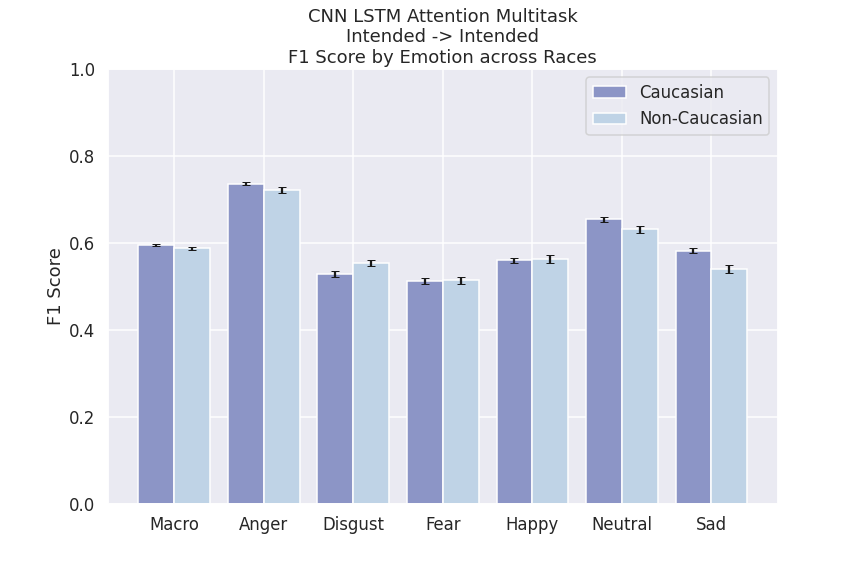 CNN LSTM Attention Multitask
Intended -> Intended
F1 Score by Emotion across Races
1.0
0.8
0.6
0.4
0.2
0.0
F1 Score
Caucasian
Non-Caucasian
Macro Anger Disgust Fear Happy Neutral Sad